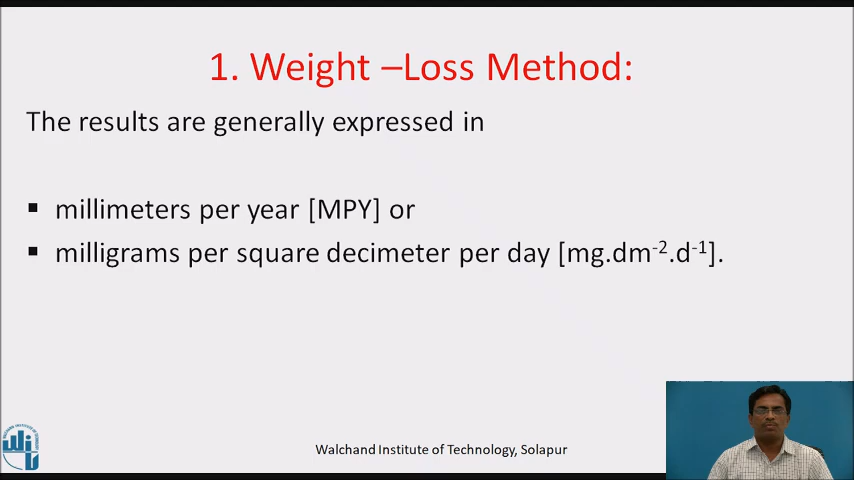 1. Weight –Loss Method:
The results are generally expressed in
▪ millimeters per year [MPY] or
▪ milligrams per square decimeter per day [mg.dm⁻².d⁻¹].
Walchand Institute of Technology, Solapur